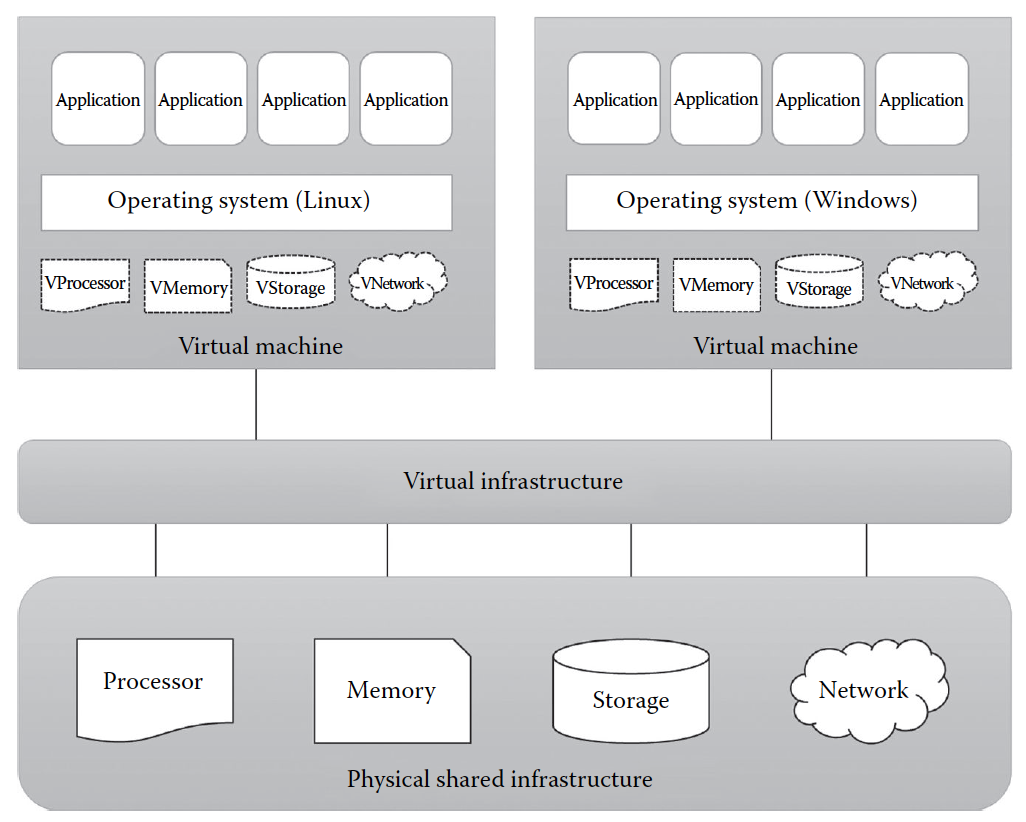 Application Application Application Application
Application Application Application Application
Operating system (Linux)
Operating system (Windows)
VProcessor VMemory VStorage VNetwork
VProcessor VMemory VStorage VNetwork
Virtual machine
Virtual machine
Virtual infrastructure
Processor Memory Storage Network
Physical shared infrastructure